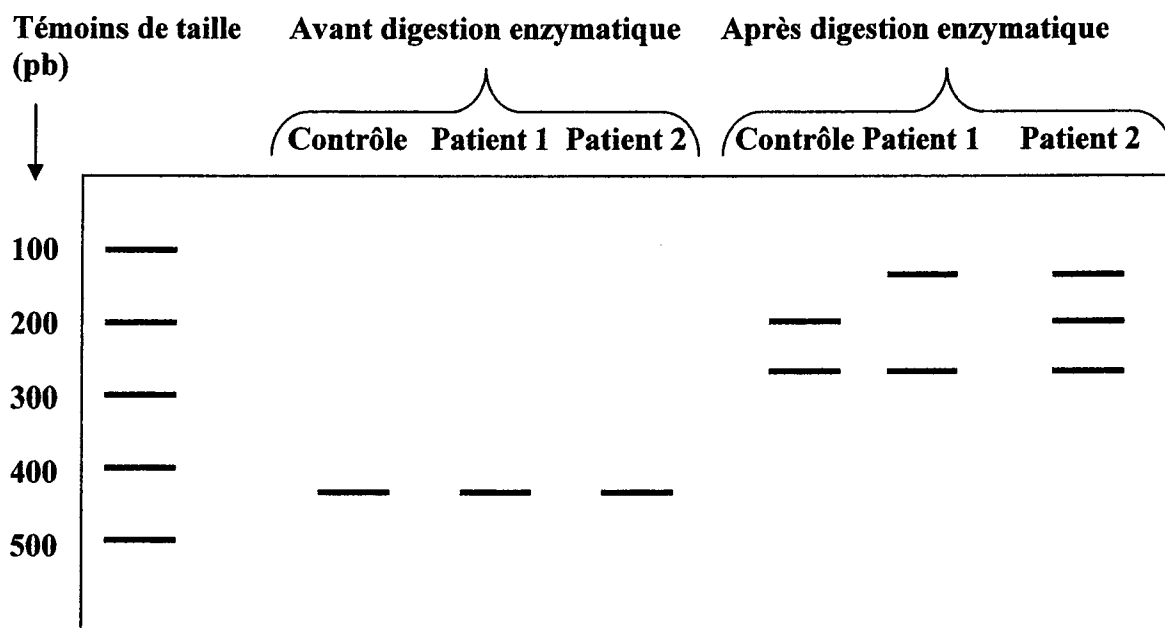 Témoins de taille
(pb)
Avant digestion enzymatique
Après digestion enzymatique
Contrôle Patient 1 Patient 2
Contrôle Patient 1 Patient 2
100
200
300
400
500